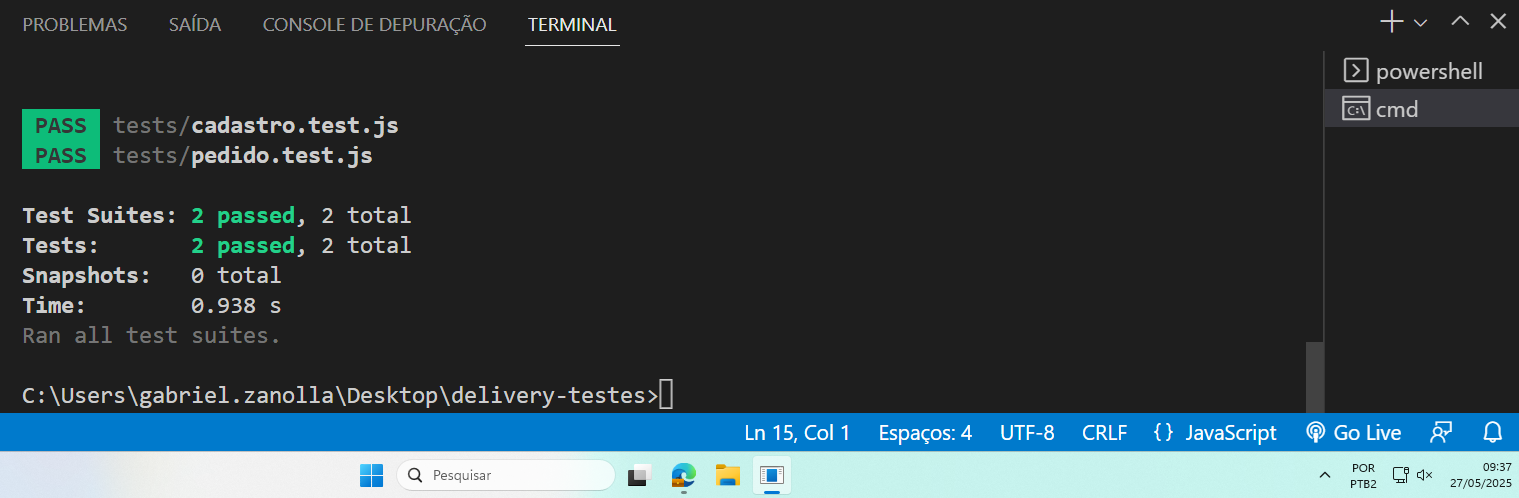 PROBLEMAS SAÍDA CONSOLE DE DEPURAÇÃO TERMINAL
powershell
cmd
PASS tests/cadastro.test.js
PASS tests/pedido.test.js
Test Suites: 2 passed, 2 total
Tests: 2 passed, 2 total
Snapshots: 0 total
Time: 0.938 s
Ran all test suites.
C:\Users\gabriel.zanolla\Desktop\delivery-testes>
Ln 15, Col 1 Espaços: 4 UTF-8 CRLF {} JavaScript Go Live
Pesquisar
POR
PTB2
09:37
27/05/2025